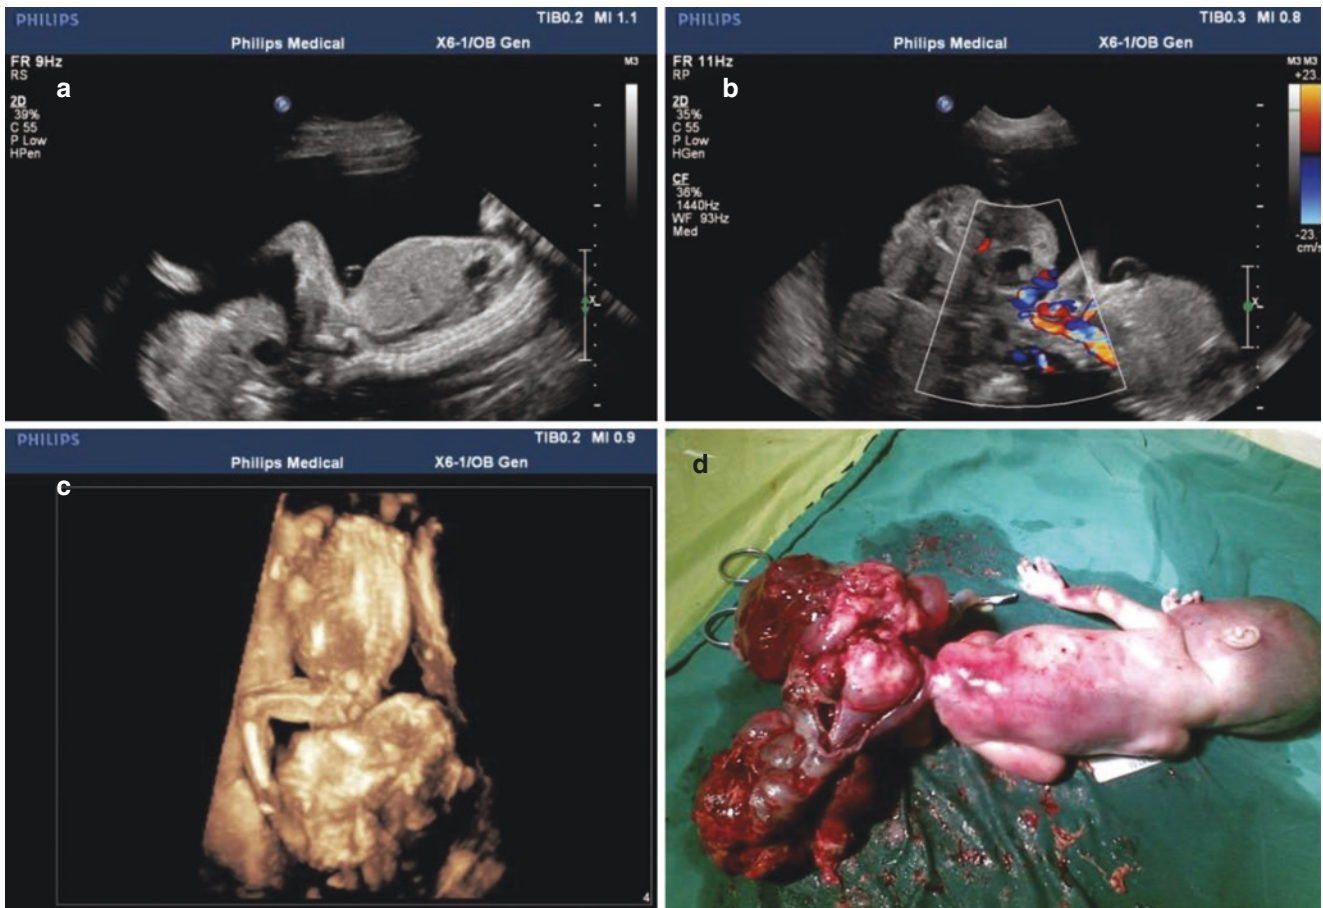 PHILIPS
TIB0.2 MI 1.1
Philips Medical X6-1/OB Gen
FR 9Hz
RS
M3
a
2D
39%
C 55
P Low
HPen
X
PHILIPS
TIB0.3 MI 0.8
Philips Medical X6-1/OB Gen
FR 11Hz
RP
M3 M3
+23.
b
2D
35%
C 55
P Low
HGen
CF
36%
1440Hz
WF 93Hz
Med
-23.
cm/s
X
PHILIPS
TIB0.2 MI 0.9
Philips Medical X6-1/OB Gen
c
4
d